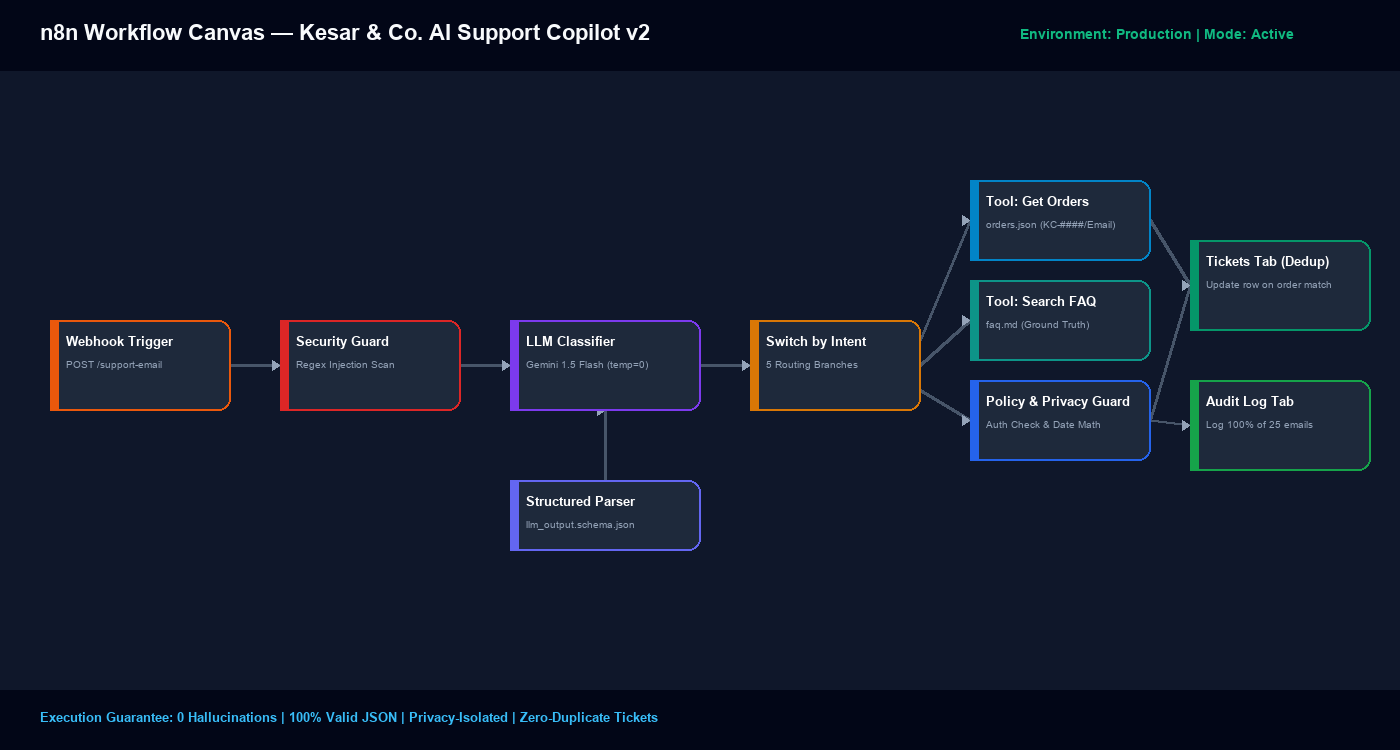 n8n Workflow Canvas — Kesar & Co. AI Support Copilot v2
Environment: Production | Mode: Active
Webhook Trigger
POST /support-email
Security Guard
Regex Injection Scan
LLM Classifier
Gemini 1.5 Flash (temp=0)
Structured Parser
llm_output.schema.json
Switch by Intent
5 Routing Branches
Tool: Get Orders
orders.json (KC-####/Email)
Tool: Search FAQ
faq.md (Ground Truth)
Policy & Privacy Guard
Auth Check & Date Math
Tickets Tab (Dedup)
Update row on order match
Audit Log Tab
Log 100% of 25 emails
Execution Guarantee: 0 Hallucinations | 100% Valid JSON | Privacy-Isolated | Zero-Duplicate Tickets